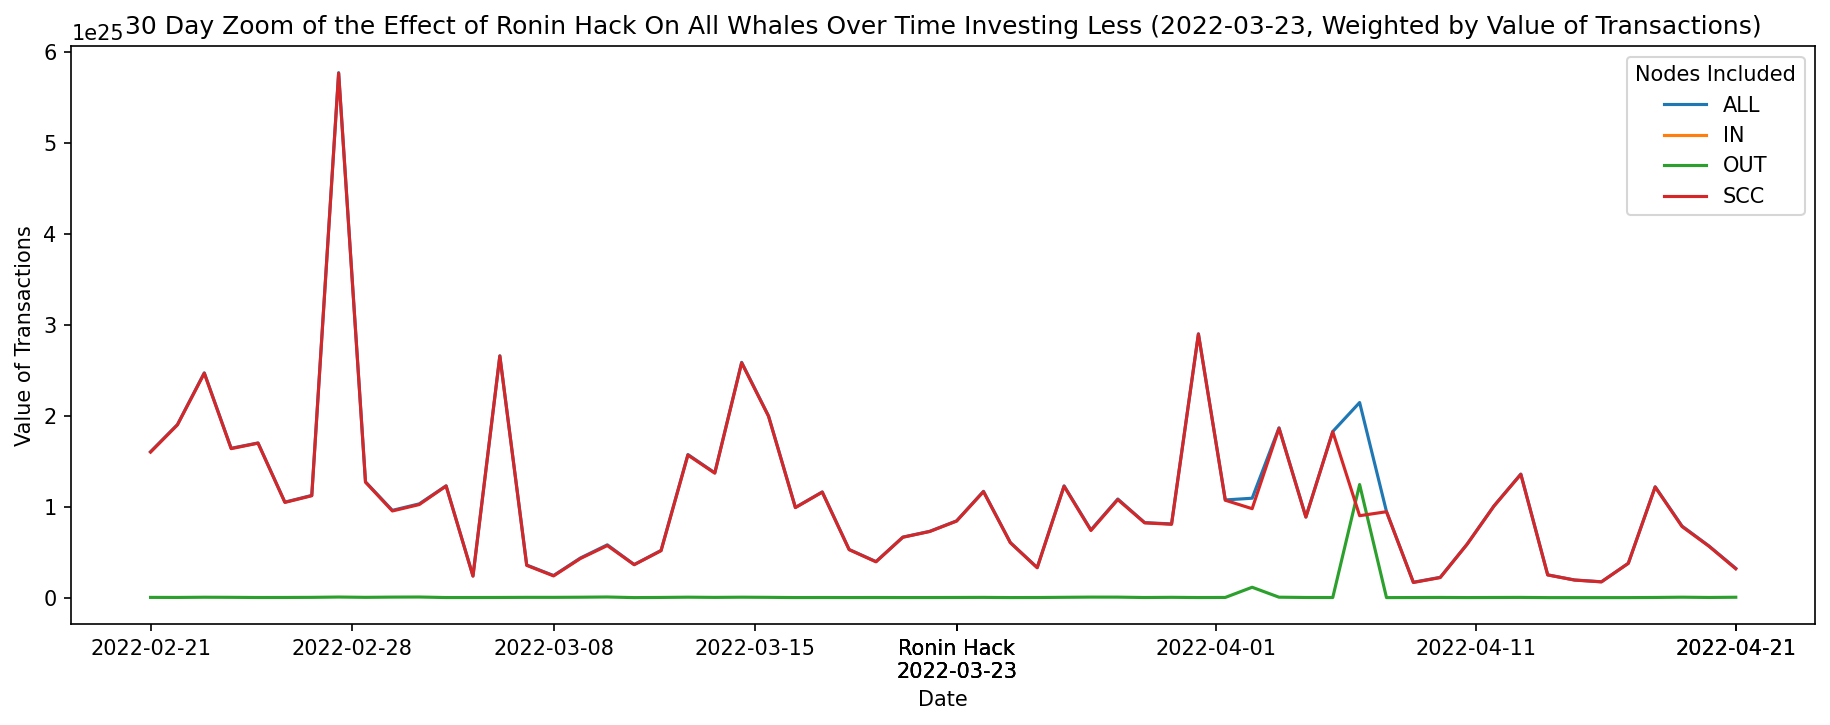 30 Day Zoom of the Effect of Ronin Hack On All Whales Over Time Investing Less (2022-03-23, Weighted by Value of Transactions)
1e25
6
5
4
3
2
1
0
Value of Transactions
Nodes Included
ALL
IN
OUT
SCC
2022-02-21
2022-02-28
2022-03-08
2022-03-15
Ronin Hack
2022-03-23
2022-04-01
2022-04-11
2022-04-21
Date